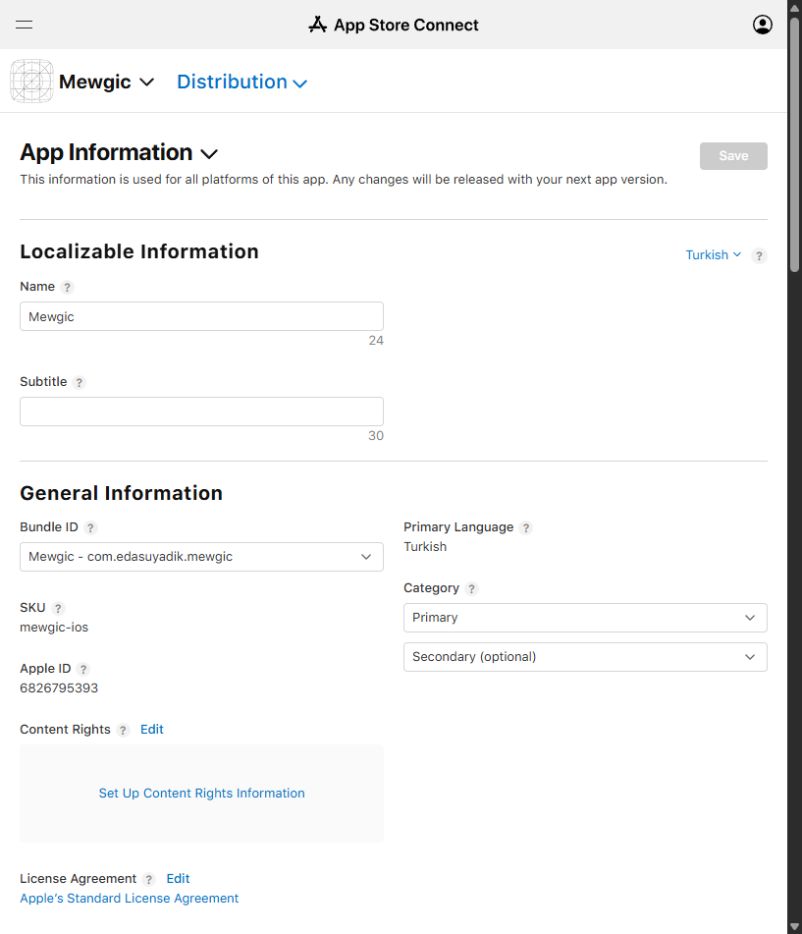 App Store Connect
Mewgic
Distribution
App Information
Save
This information is used for all platforms of this app. Any changes will be released with your next app version.
Localizable Information
Turkish
?
Name ?
Mewgic
24
Subtitle ?
30
General Information
Bundle ID ?
Mewgic - com.edasuyadik.mewgic
Primary Language ?
Turkish
SKU ?
mewgic-ios
Category ?
Primary
Secondary (optional)
Apple ID ?
6826795393
Content Rights ? Edit
Set Up Content Rights Information
License Agreement ? Edit
Apple's Standard License Agreement